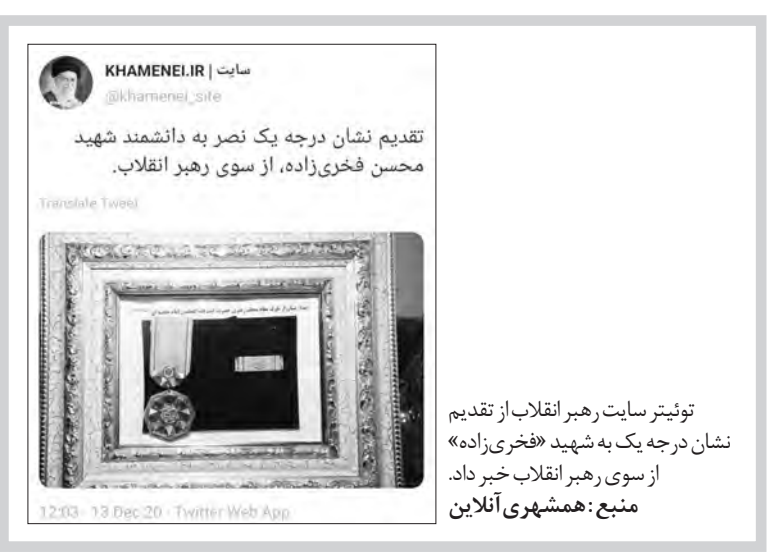 سایت | KHAMENEI.IR
@khamenei_site
تقدیم نشان درجه یک نصر به دانشمند شهید
محسن فخری‌زاده، از سوی رهبر انقلاب.
Translate Tweet
12:03 · 13 Dec 20 · Twitter Web App
توئیتر سایت رهبر انقلاب از تقدیم
نشان درجه یک به شهید «فخری‌زاده»
از سوی رهبر انقلاب خبر داد.
منبع: همشهری آنلاین